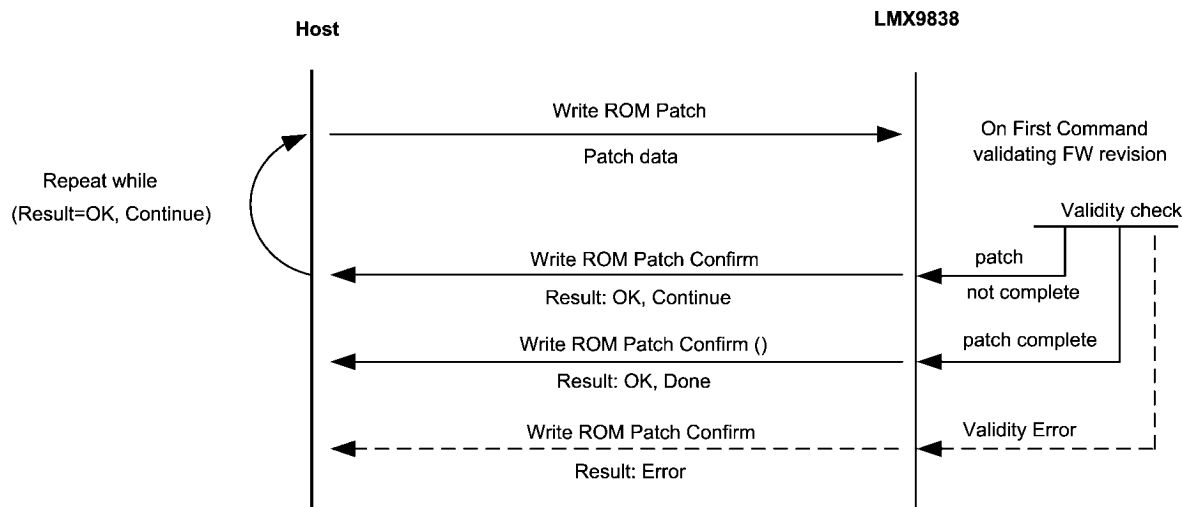 Host
LMX9838
Write ROM Patch
Patch data
On First Command
validating FW revision
Repeat while
(Result=OK, Continue)
Validity check
Write ROM Patch Confirm
Result: OK, Continue
patch
not complete
Write ROM Patch Confirm ()
Result: OK, Done
patch complete
Write ROM Patch Confirm
Result: Error
Validity Error